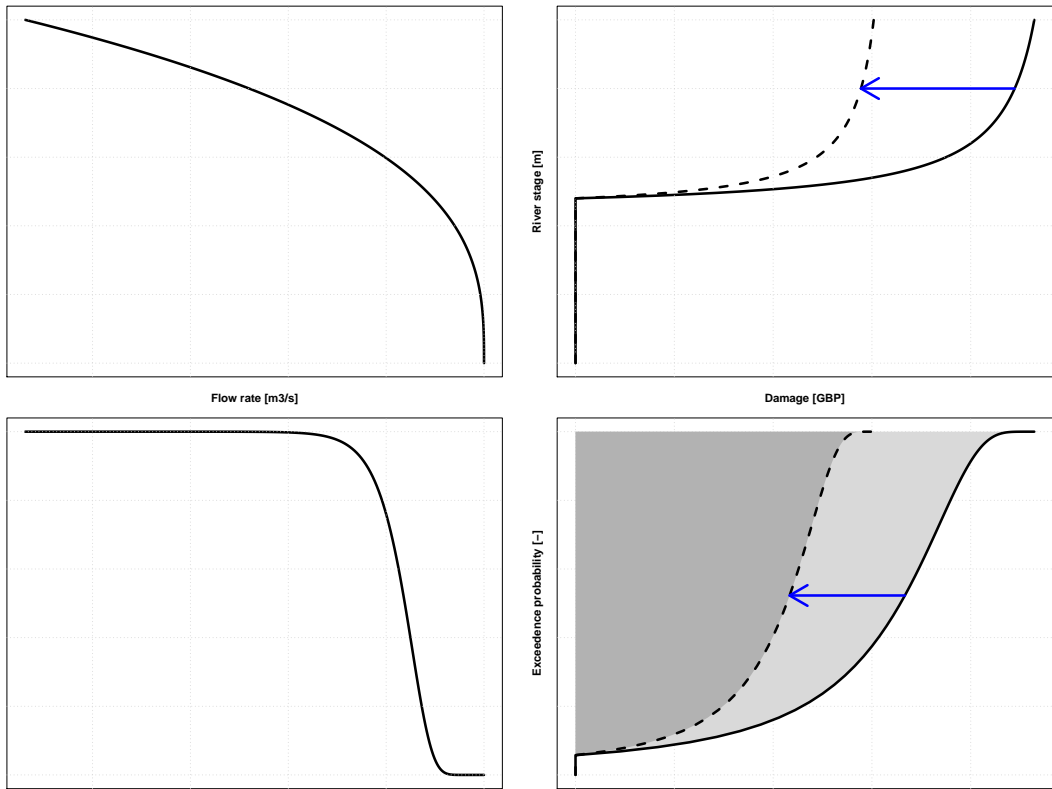 River stage [m]
Flow rate [m3/s]
Damage [GBP]
Exceedence probability [−]